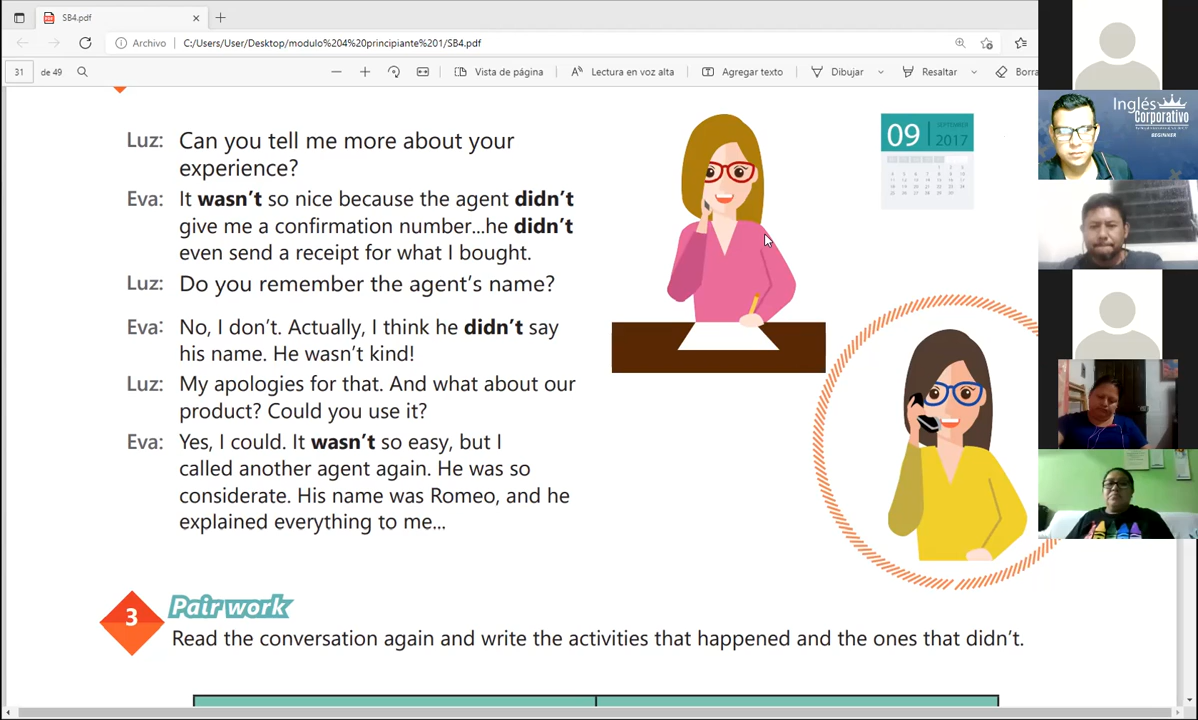 SB4.pdf
Archivo
C:/Users/User/Desktop/modulo%204%20principiante%201/SB4.pdf
31
de 49
Vista de página
Lectura en voz alta
Agregar texto
Dibujar
Resaltar
Borra
Luz: Can you tell me more about your
experience?
Eva: It wasn't so nice because the agent didn't
give me a confirmation number...he didn't
even send a receipt for what I bought.
Luz: Do you remember the agent's name?
Eva: No, I don't. Actually, I think he didn't say
his name. He wasn't kind!
Luz: My apologies for that. And what about our
product? Could you use it?
Eva: Yes, I could. It wasn't so easy, but I
called another agent again. He was so
considerate. His name was Romeo, and he
explained everything to me...
09
SEPTEMBER
2017
Inglés
Corporativo
BEGINNER
3
Pair work
Read the conversation again and write the activities that happened and the ones that didn't.